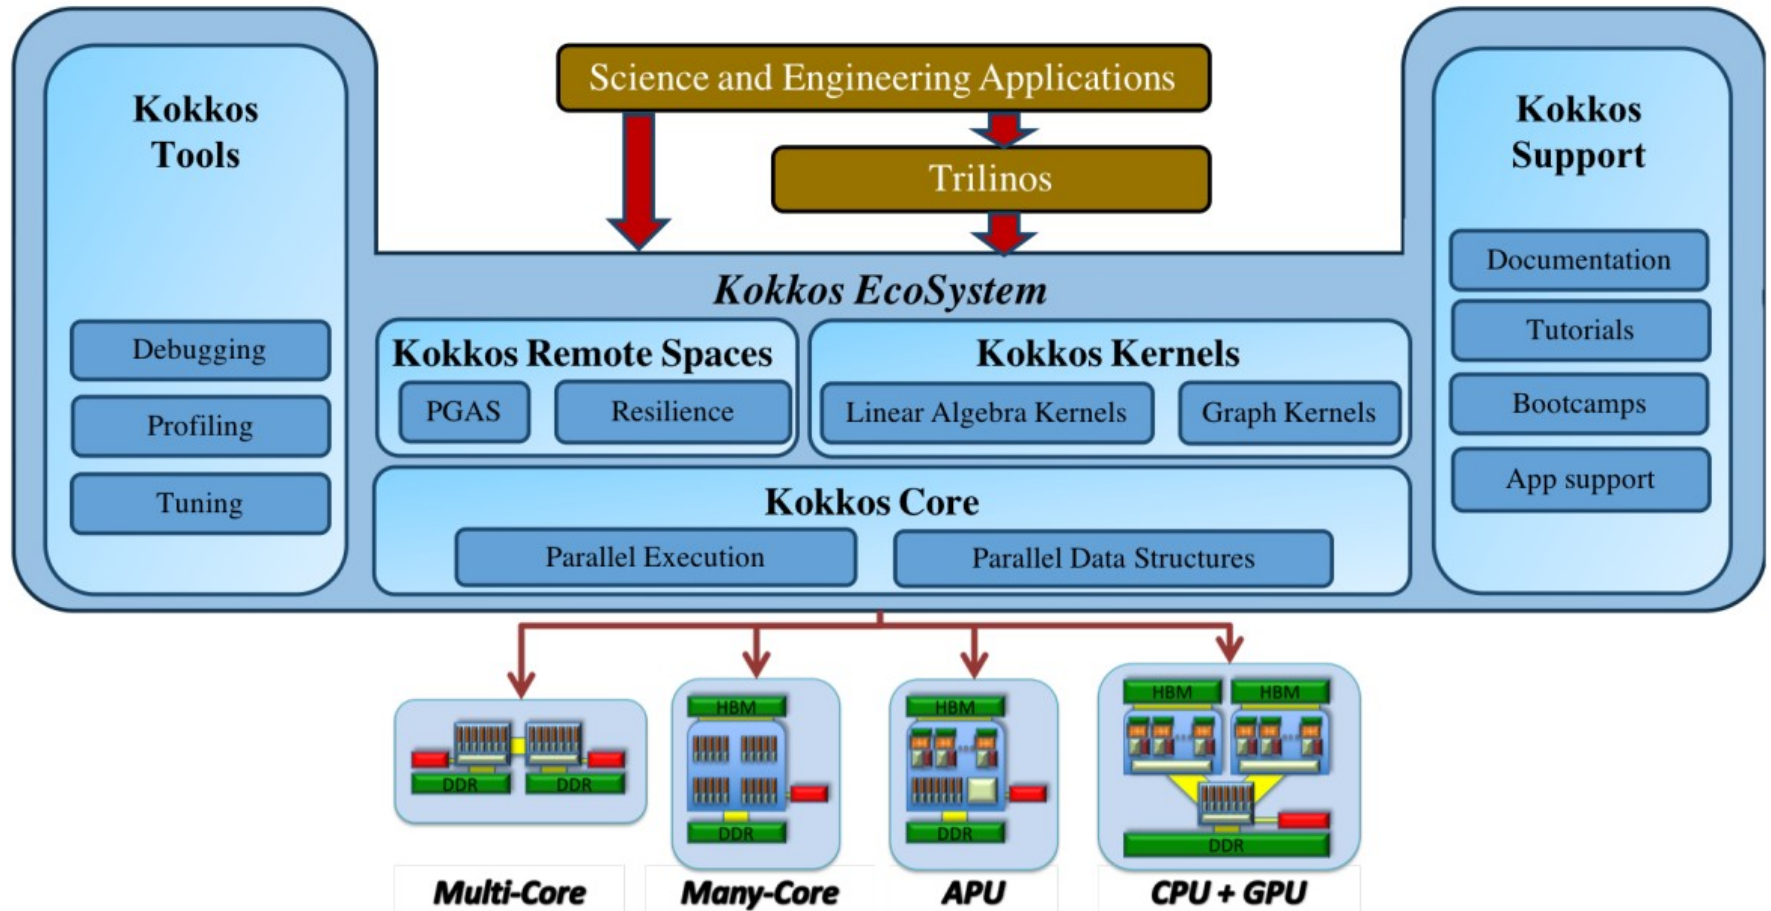 Kokkos
Tools
Debugging
Profiling
Tuning
Science and Engineering Applications
Trilinos
Kokkos EcoSystem
Kokkos Remote Spaces
PGAS
Resilience
Kokkos Kernels
Linear Algebra Kernels
Graph Kernels
Kokkos Core
Parallel Execution
Parallel Data Structures
Kokkos
Support
Documentation
Tutorials
Bootcamps
App support
DDR
DDR
Multi-Core
HBM
DDR
Many-Core
HBM
DDR
APU
HBM
HBM
DDR
CPU + GPU